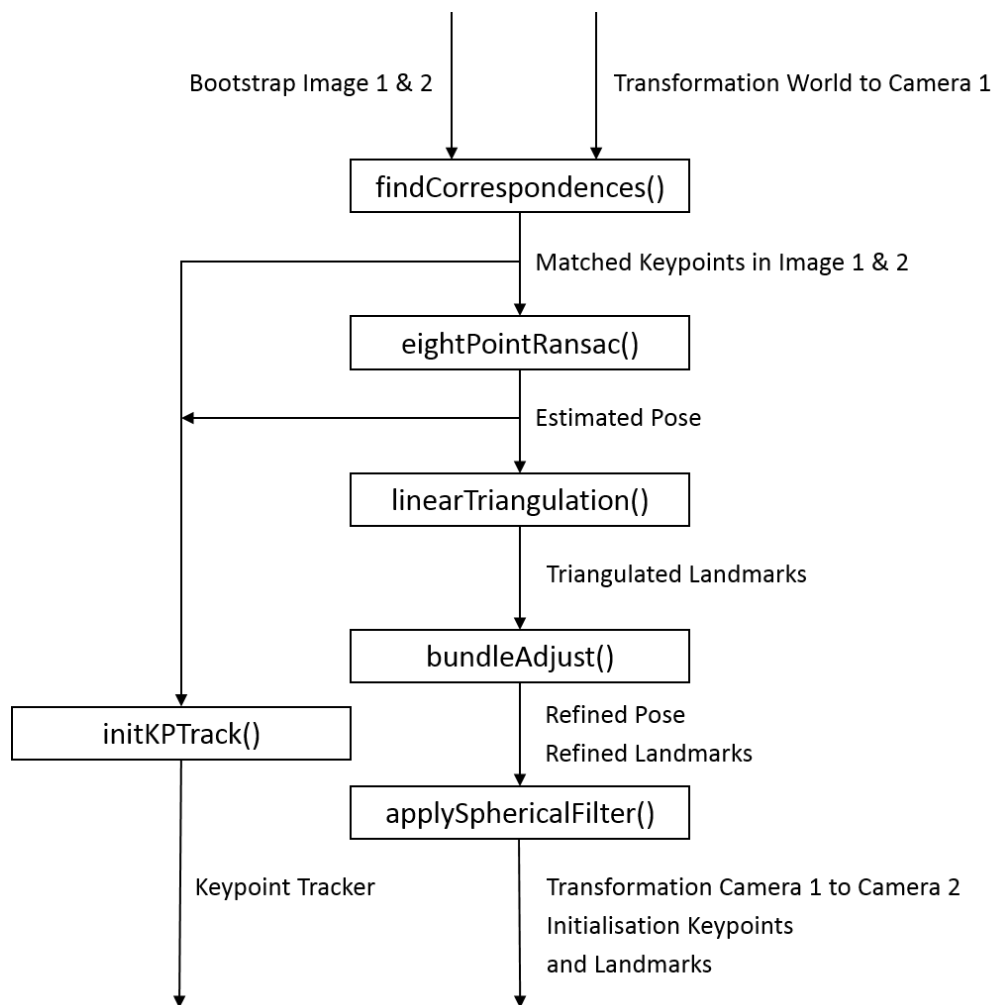 Bootstrap Image 1 & 2
Transformation World to Camera 1
findCorrespondences()
Matched Keypoints in Image 1 & 2
eightPointRansac()
Estimated Pose
linearTriangulation()
Triangulated Landmarks
bundleAdjust()
Refined Pose
initKPTrack()
Refined Landmarks
applySphericalFilter()
Keypoint Tracker
Transformation Camera 1 to Camera 2
Initialisation Keypoints
and Landmarks